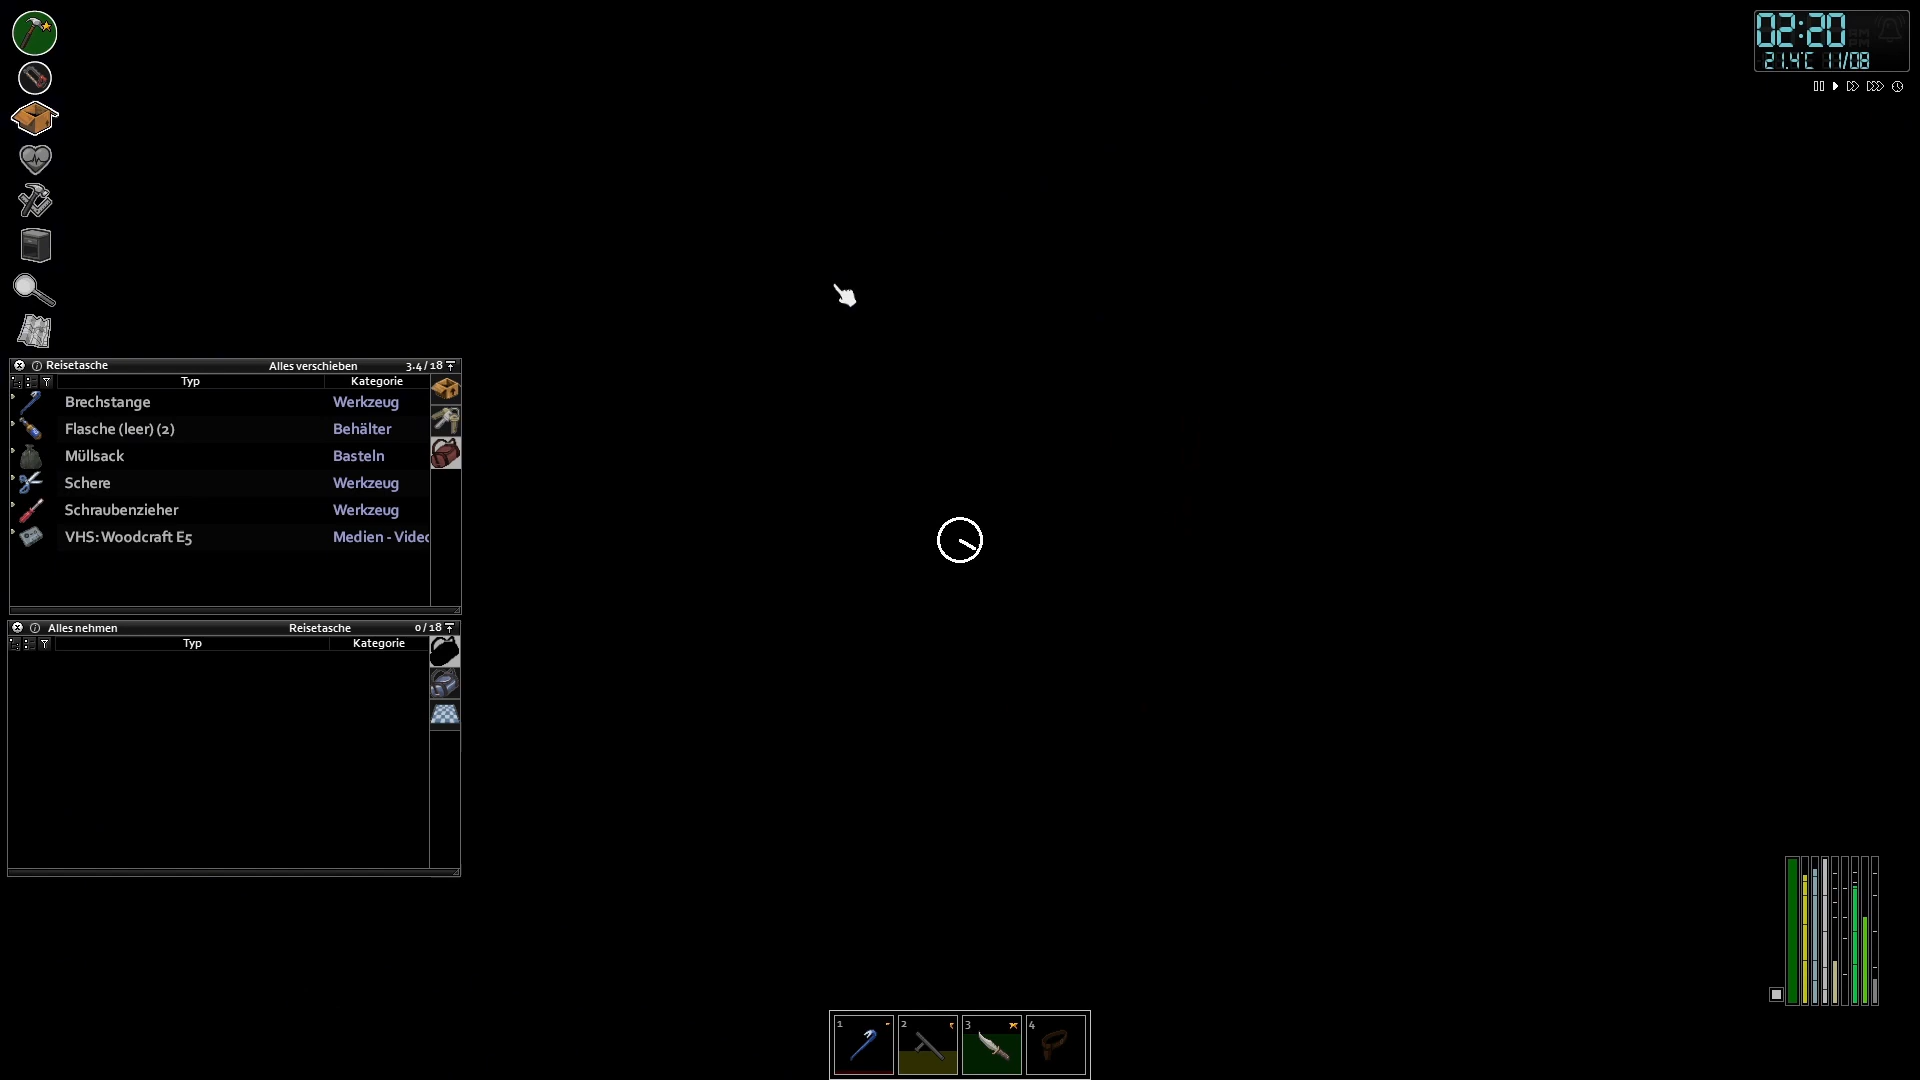 02:20
21.4°C 11/08
Reisetasche Alles verschieben 3.4 / 18
Typ Kategorie
Brechstange Werkzeug
Flasche (leer) (2) Behälter
Müllsack Basteln
Schere Werkzeug
Schraubenzieher Werkzeug
VHS: Woodcraft E5 Medien - Video
Alles nehmen Reisetasche 0 / 18
Typ Kategorie
1 2 3 4